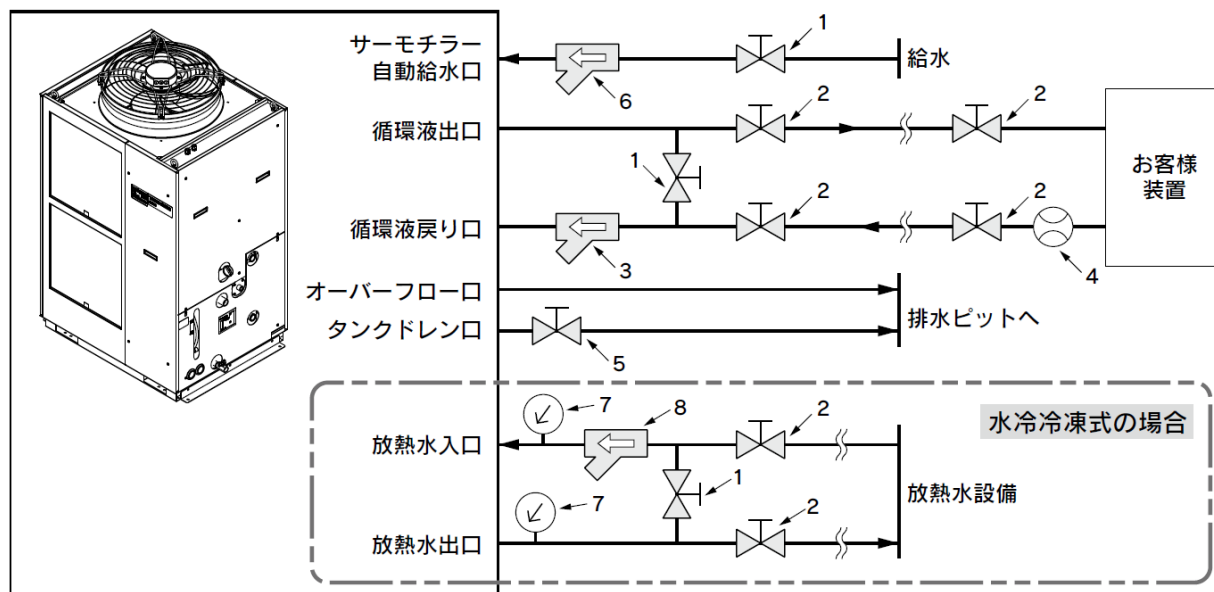 サーモチラー
自動給水口
1
給水
6
循環液出口
2
2
1
お客様
装置
循環液戻り口
2
2
3
4
オーバーフロー口
タンクドレン口
排水ピットへ
5
水冷冷凍式の場合
7
8
2
放熱水入口
1
7
放熱水設備
2
放熱水出口